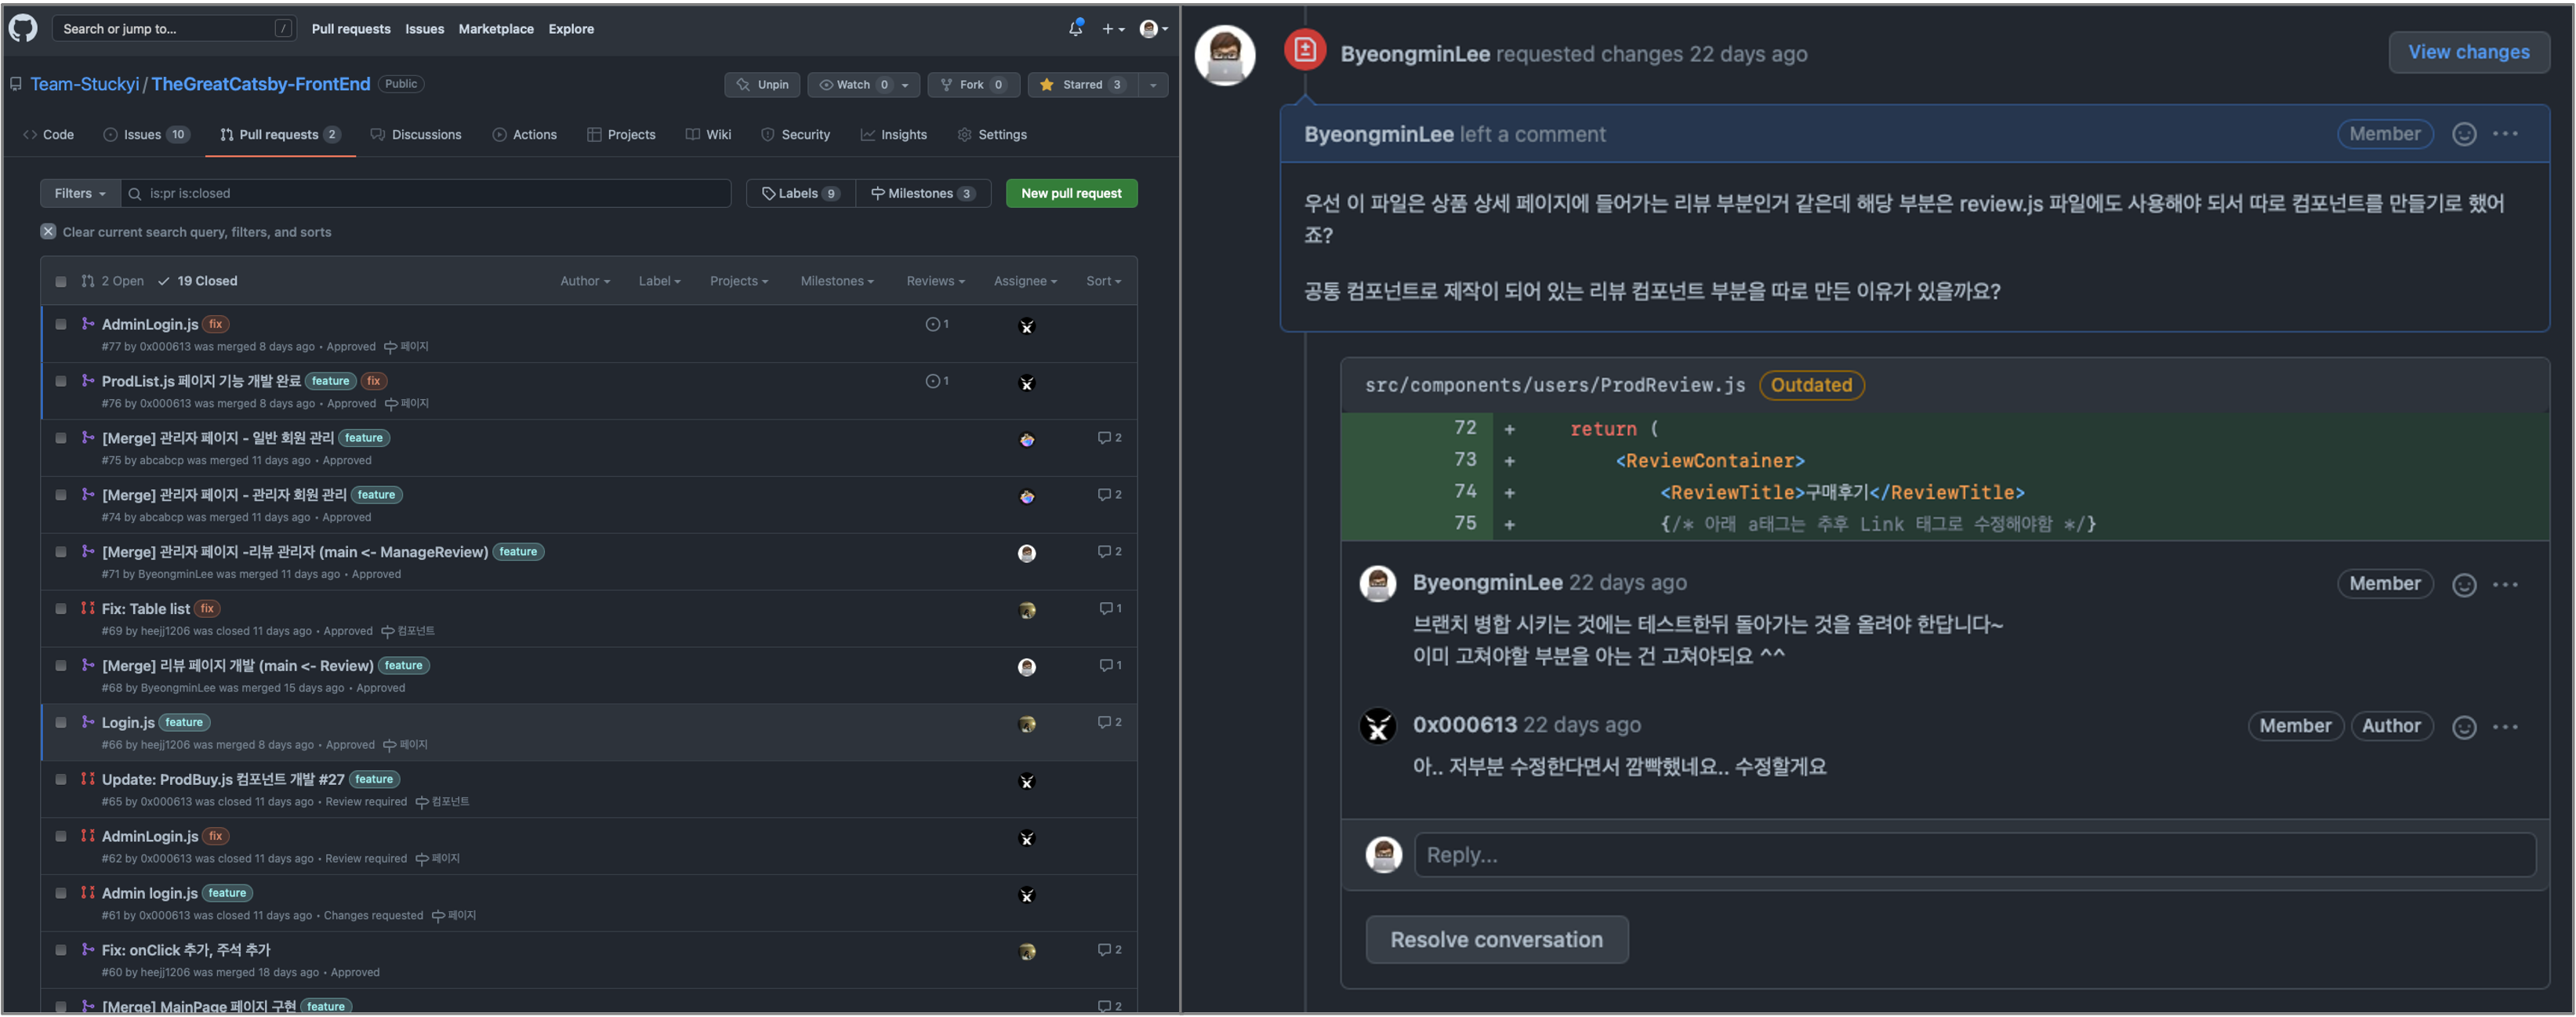 Search or jump to... /
Pull requests Issues Marketplace Explore
Team-Stuckyi / TheGreatCatsby-FrontEnd Public
Unpin Watch 0 Fork 0 Starred 3
Code Issues 10 Pull requests 2 Discussions Actions Projects Wiki Security Insights Settings
Filters is:pr is:closed Labels 9 Milestones 3 New pull request
Clear current search query, filters, and sorts
2 Open 19 Closed Author Label Projects Milestones Reviews Assignee Sort
AdminLogin.js fix 1
#77 by 0x000613 was merged 8 days ago • Approved 페이지
ProdList.js 페이지 기능 개발 완료 feature fix 1
#76 by 0x000613 was merged 8 days ago • Approved 페이지
[Merge] 관리자 페이지 - 일반 회원 관리 feature 2
#75 by abcabcp was merged 11 days ago • Approved
[Merge] 관리자 페이지 - 관리자 회원 관리 feature 2
#74 by abcabcp was merged 11 days ago • Approved
[Merge] 관리자 페이지 -리뷰 관리자 (main <- ManageReview) feature 2
#71 by ByeongminLee was merged 11 days ago • Approved
Fix: Table list fix 1
#69 by heejj1206 was closed 11 days ago • Approved 컴포넌트
[Merge] 리뷰 페이지 개발 (main <- Review) feature 1
#68 by ByeongminLee was merged 15 days ago • Approved
Login.js feature 2
#66 by heejj1206 was merged 8 days ago • Approved 페이지
Update: ProdBuy.js 컴포넌트 개발 #27 feature
#65 by 0x000613 was closed 11 days ago • Review required 컴포넌트
AdminLogin.js fix
#62 by 0x000613 was closed 11 days ago • Review required 페이지
Admin login.js feature
#61 by 0x000613 was closed 11 days ago • Changes requested 페이지
Fix: onClick 추가, 주석 추가 2
#60 by heejj1206 was merged 18 days ago • Approved
[Merge] MainPage 페이지 구현 feature 2
ByeongminLee requested changes 22 days ago View changes
ByeongminLee left a comment Member
우선 이 파일은 상품 상세 페이지에 들어가는 리뷰 부분인거 같은데 해당 부분은 review.js 파일에도 사용해야 되서 따로 컴포넌트를 만들기로 했어
죠?
공통 컴포넌트로 제작이 되어 있는 리뷰 컴포넌트 부분을 따로 만든 이유가 있을까요?
src/components/users/ProdReview.js Outdated
72 + return (
73 + <ReviewContainer>
74 + <ReviewTitle>구매후기</ReviewTitle>
75 + {/* 아래 a태그는 추후 Link 태그로 수정해야함 */}
ByeongminLee 22 days ago Member
브랜치 병합 시키는 것에는 테스트한뒤 돌아가는 것을 올려야 한답니다~
이미 고쳐야할 부분을 아는 건 고쳐야되요 ^^
0x000613 22 days ago Member Author
아.. 저부분 수정한다면서 깜빡했네요.. 수정할게요
Reply...
Resolve conversation